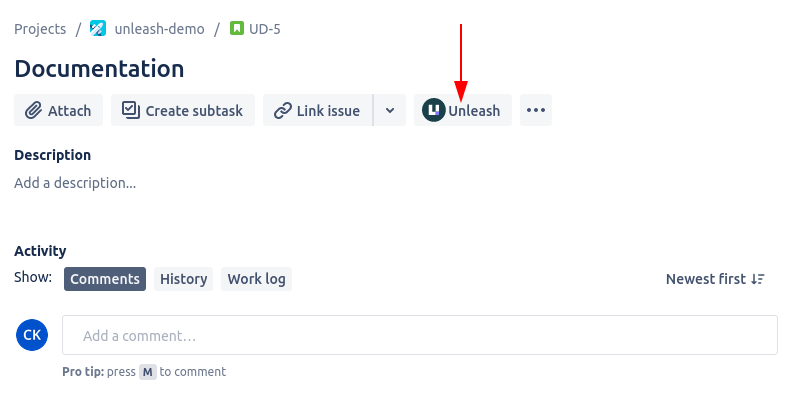 Projects / unleash-demo / UD-5
Documentation
Attach Create subtask Link issue Unleash
Description
Add a description...
Activity
Show: Comments History Work log Newest first
CK Add a comment...
Pro tip: press M to comment